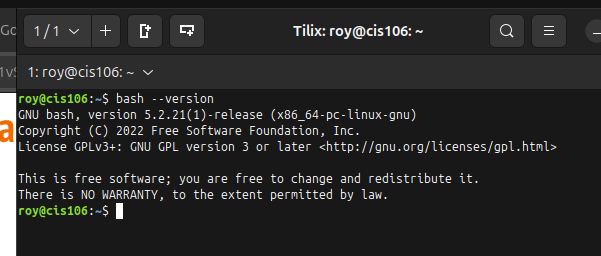 Go
1 / 1
Tilix: roy@cis106: ~
1vS
1: roy@cis106: ~
a
roy@cis106:~$ bash --version
GNU bash, version 5.2.21(1)-release (x86_64-pc-linux-gnu)
Copyright (C) 2022 Free Software Foundation, Inc.
License GPLv3+: GNU GPL version 3 or later <http://gnu.org/licenses/gpl.html>
This is free software; you are free to change and redistribute it.
There is NO WARRANTY, to the extent permitted by law.
roy@cis106:~$